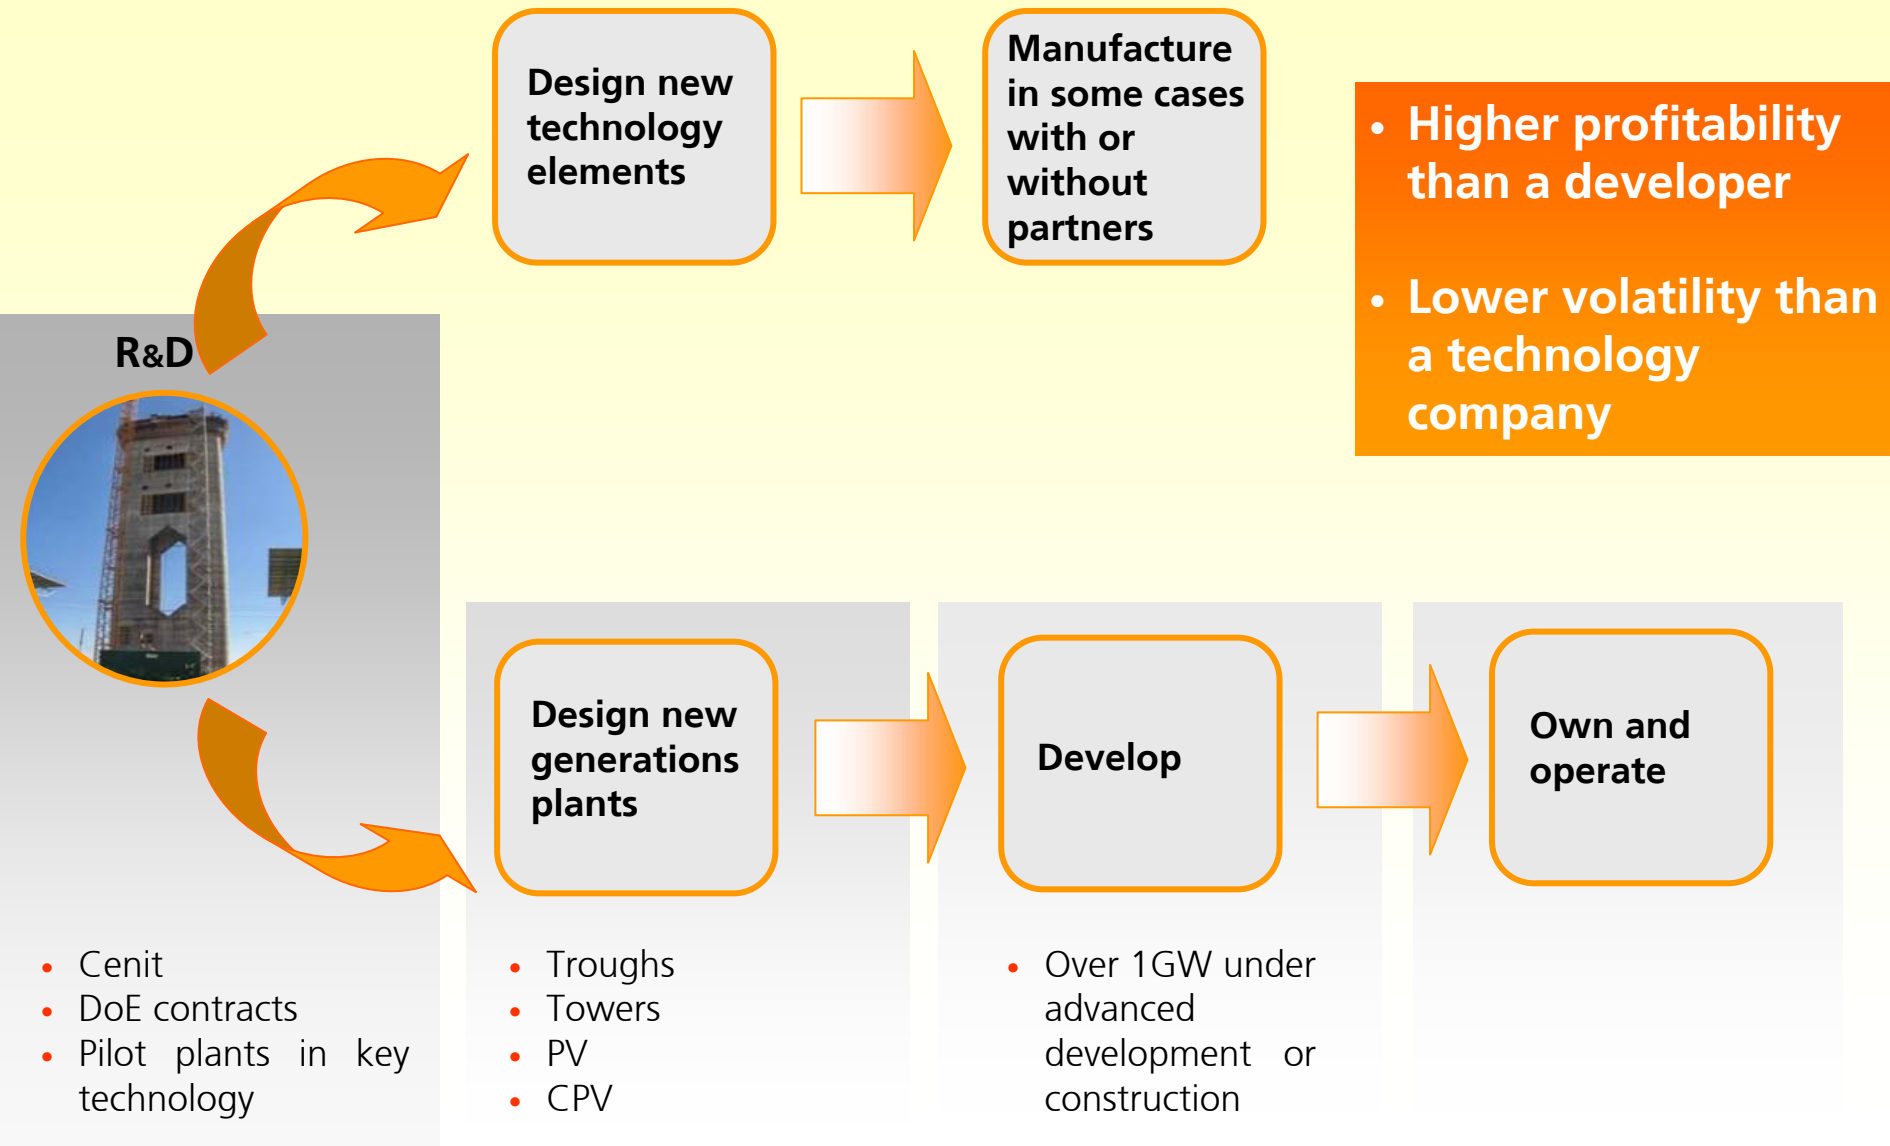 Design new
technology
elements
Manufacture
in some cases
with or
without
partners
• Higher profitability
than a developer
• Lower volatility than
a technology
company
R&D
Design new
generations
plants
Develop
Own and
operate
• Cenit
• DoE contracts
• Pilot plants in key
technology
• Troughs
• Towers
• PV
• CPV
• Over 1GW under
advanced
development or
construction